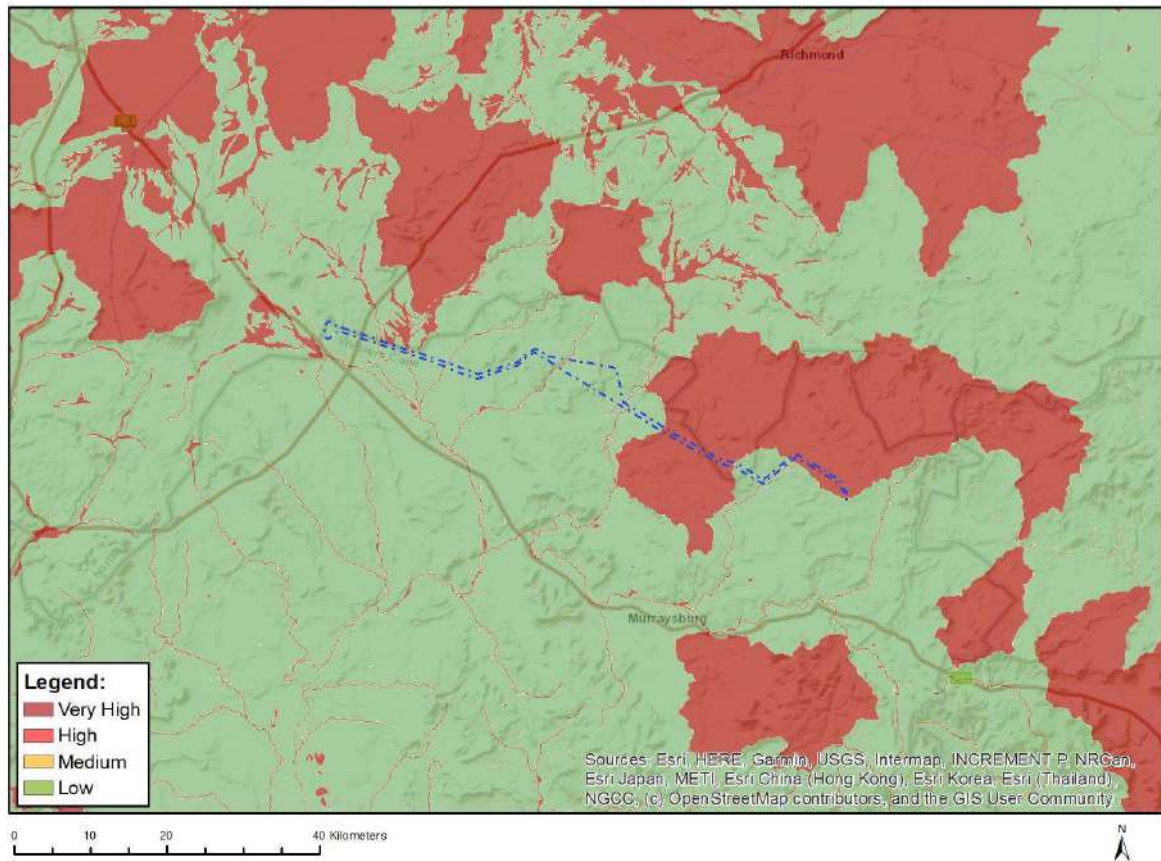 Richmond
Murraysburg
Legend:
Very High
High
Medium
Low
Sources: Esri, HERE, Garmin, USGS, Intermap, INCREMENT P, NRCan,
Esri Japan, METI, Esri China (Hong Kong), Esri Korea, Esri (Thailand),
NGCC, (c) OpenStreetMap contributors, and the GIS User Community
0 10 20 40 Kilometers
N